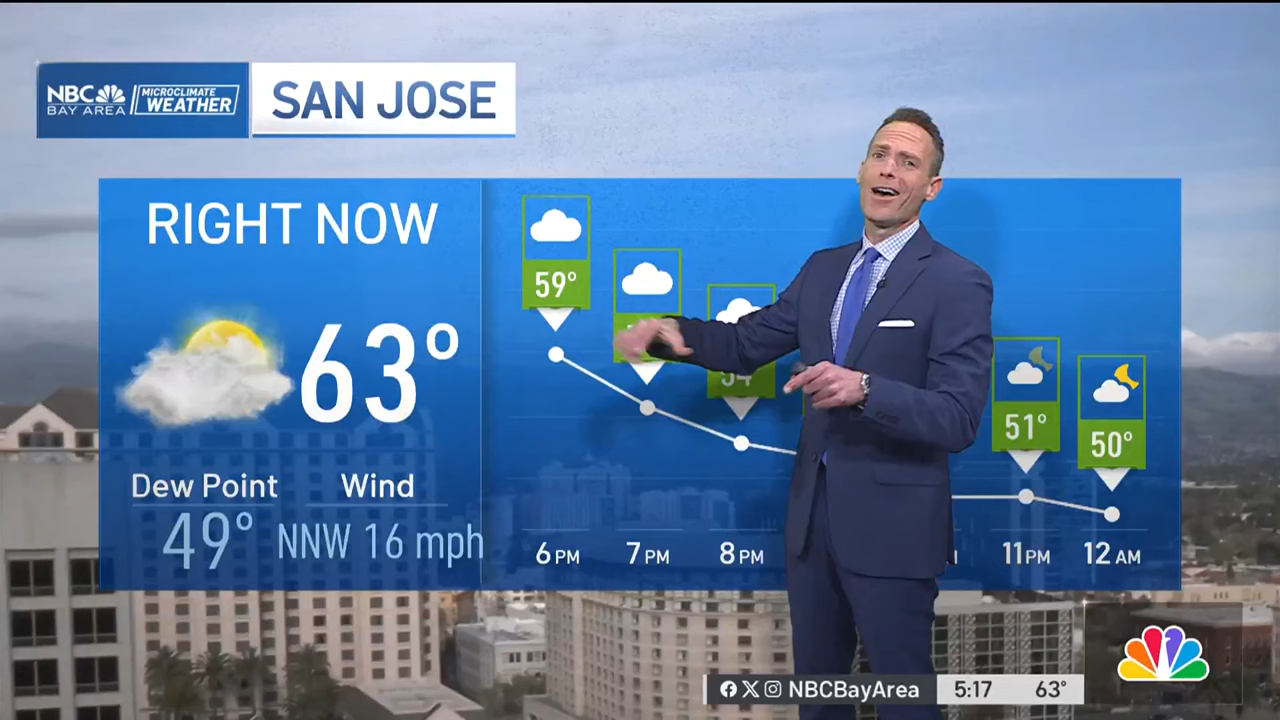 NBC
BAY AREA
MICROCLIMATE
WEATHER
SAN JOSE
RIGHT NOW
63°
Dew Point
49°
Wind
NNW 16 mph
59°
54°
51°
50°
6 PM
7 PM
8 PM
11 PM
12 AM
NBCBayArea
5:17
63°